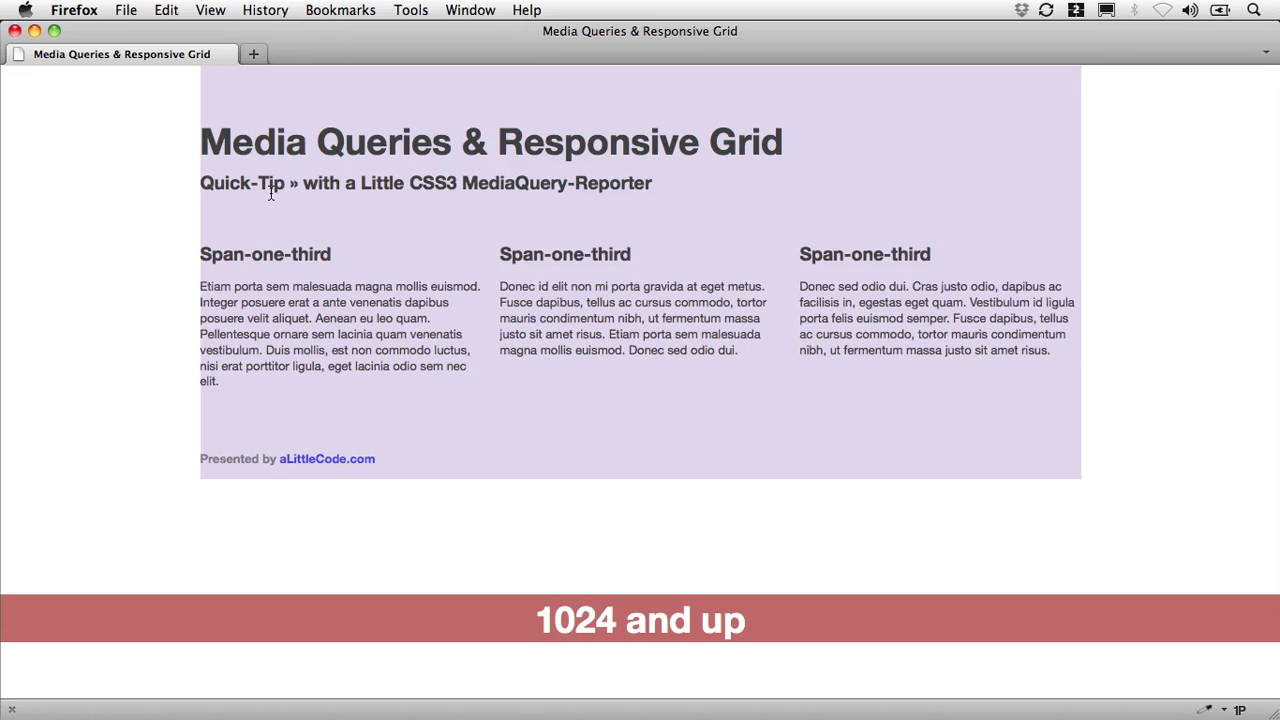 Firefox File Edit View History Bookmarks Tools Window Help
Media Queries & Responsive Grid
Media Queries & Responsive Grid
Media Queries & Responsive Grid
Quick-Tip » with a Little CSS3 MediaQuery-Reporter
Span-one-third
Etiam porta sem malesuada magna mollis euismod.
Integer posuere erat a ante venenatis dapibus
posuere velit aliquet. Aenean eu leo quam.
Pellentesque ornare sem lacinia quam venenatis
vestibulum. Duis mollis, est non commodo luctus,
nisi erat porttitor ligula, eget lacinia odio sem nec
elit.
Span-one-third
Donec id elit non mi porta gravida at eget metus.
Fusce dapibus, tellus ac cursus commodo, tortor
mauris condimentum nibh, ut fermentum massa
justo sit amet risus. Etiam porta sem malesuada
magna mollis euismod. Donec sed odio dui.
Span-one-third
Donec sed odio dui. Cras justo odio, dapibus ac
facilisis in, egestas eget quam. Vestibulum id ligula
porta felis euismod semper. Fusce dapibus, tellus
ac cursus commodo, tortor mauris condimentum
nibh, ut fermentum massa justo sit amet risus.
Presented by aLittleCode.com
1024 and up
1P